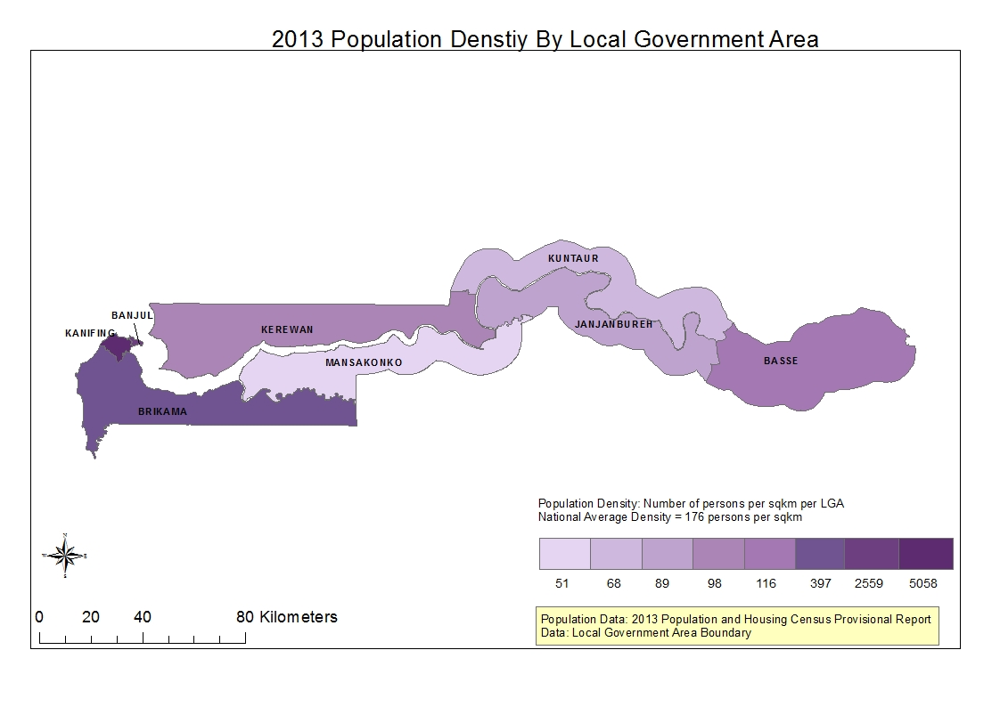 2013 Population Denstiy By Local Government Area
KUNTAUR
BANJUL
KANIFING
KEREWAN
JANJANBUREH
MANSAKONKO
BASSE
BRIKAMA
Population Density: Number of persons per sqkm per LGA
National Average Density = 176 persons per sqkm
N
W E
S
51 68 89 98 116 397 2559 5058
0 20 40 80 Kilometers
Population Data: 2013 Population and Housing Census Provisional Report
Data: Local Government Area Boundary